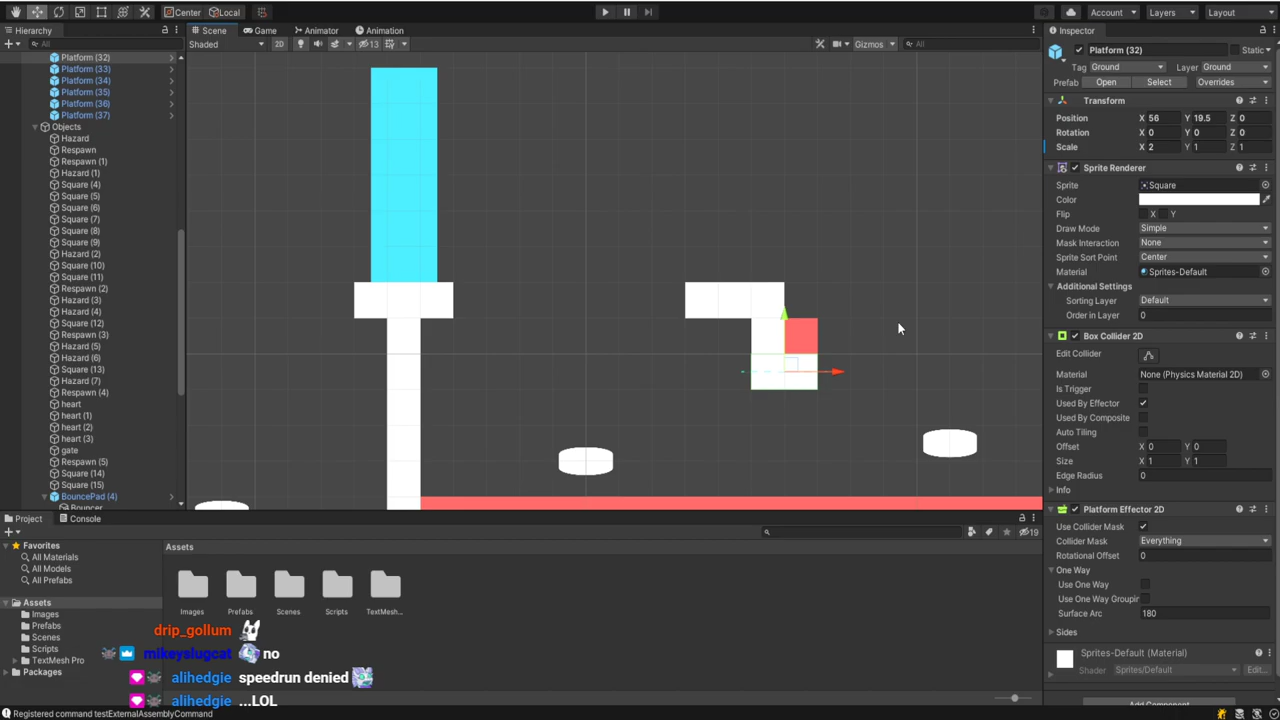 Center
Local
Account
Layers
Layout
Hierarchy
Scene
Game
Animator
Animation
Inspector
All
Shaded
2D
13
Gizmos
All
Platform (32)
Platform (33)
Platform (34)
Platform (35)
Platform (36)
Platform (37)
Objects
Hazard
Respawn
Respawn (1)
Hazard (1)
Square (4)
Square (5)
Square (6)
Square (7)
Square (8)
Square (9)
Hazard (2)
Square (10)
Square (11)
Respawn (2)
Hazard (3)
Hazard (4)
Square (12)
Respawn (3)
Hazard (5)
Hazard (6)
Square (13)
Hazard (7)
Respawn (4)
heart
heart (1)
heart (2)
heart (3)
gate
Respawn (5)
Square (14)
Square (15)
BouncePad (4)
Bouncer
Platform (32)
Static
Tag Ground
Layer Ground
Prefab Open Select Overrides
Transform
Position X 56 Y 19.5 Z 0
Rotation X 0 Y 0 Z 0
Scale X 2 Y 1 Z 1
Sprite Renderer
Sprite Square
Color
Flip X Y
Draw Mode Simple
Mask Interaction None
Sprite Sort Point Center
Material Sprites-Default
Additional Settings
Sorting Layer Default
Order in Layer 0
Box Collider 2D
Edit Collider
Material None (Physics Material 2D)
Is Trigger
Used By Effector
Used By Composite
Auto Tiling
Offset X 0 Y 0
Size X 1 Y 1
Edge Radius 0
Info
Platform Effector 2D
Use Collider Mask
Collider Mask Everything
Rotational Offset 0
One Way
Use One Way
Use One Way Groupin
Surface Arc 180
Sides
Sprites-Default (Material)
Shader Sprites/Default Edit...
Add Component
Project
Console
19
Favorites
All Materials
All Models
All Prefabs
Assets
Images
Prefabs
Scenes
Scripts
TextMesh Pro
Packages
Assets
Images
Prefabs
Scenes
Scripts
TextMesh...
drip_gollum
mikeyslugcat no
alihedgie speedrun denied
alihedgie ...LOL
Registered command testExternalAssemblyCommand